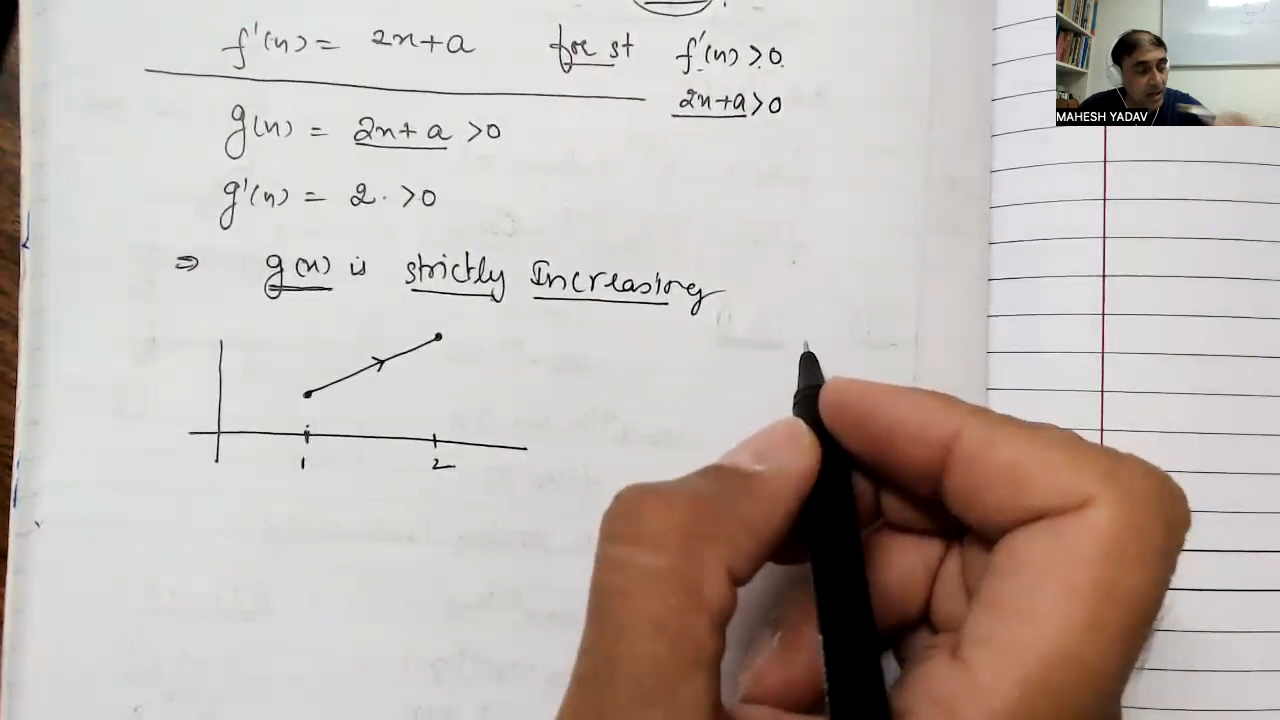 f'(x) = 2x+a for st f'(x) > 0.
2x+a > 0
g(x) = 2x+a > 0
g'(x) = 2. > 0
⇒ g(x) is strictly Increasing
1 2
MAHESH YADAV